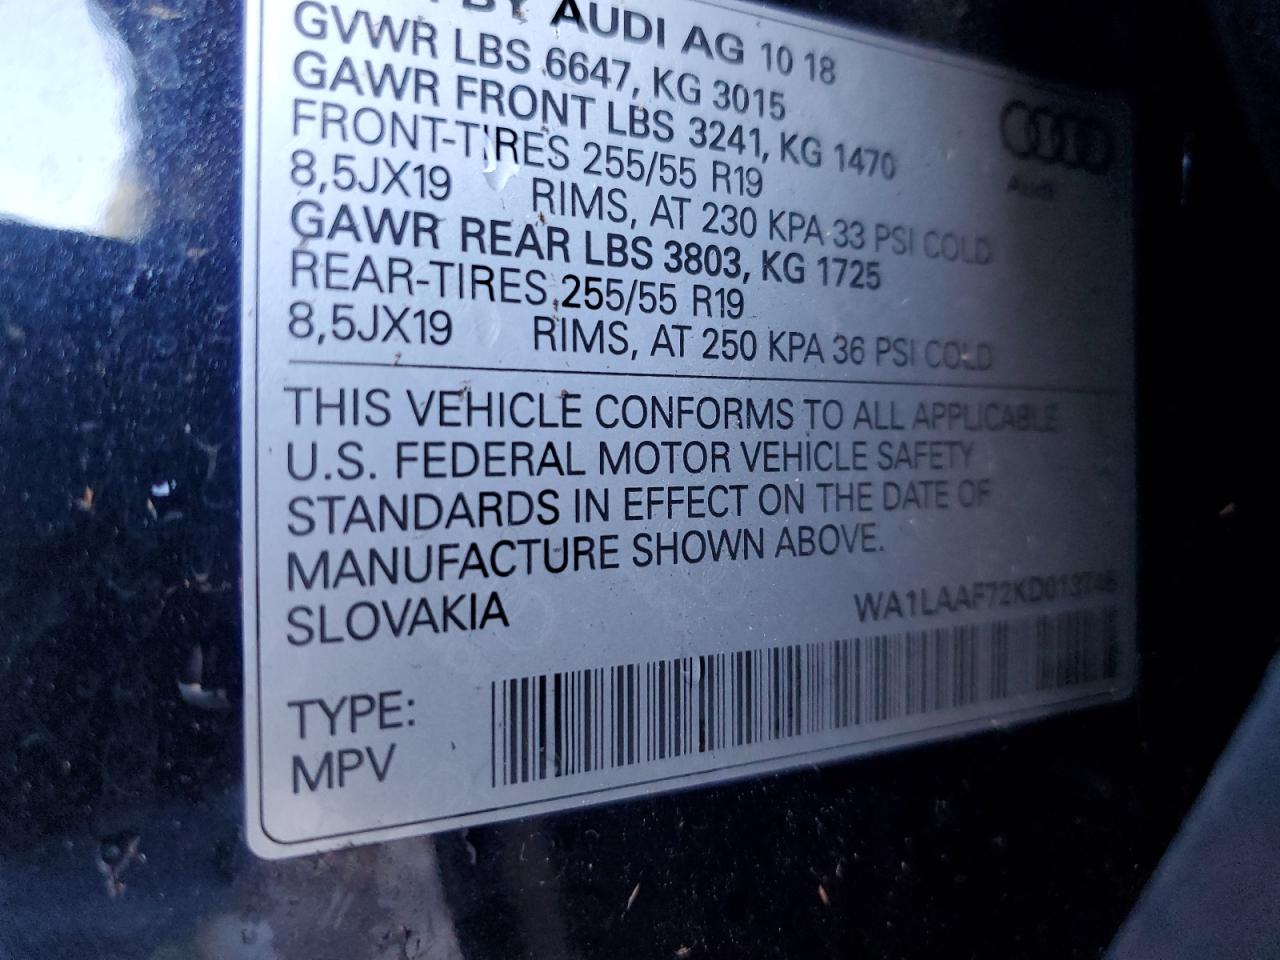 BY AUDI AG 10 18
GVWR LBS 6647, KG 3015
GAWR FRONT LBS 3241, KG 1470
FRONT-TIRES 255/55 R19
8,5JX19 RIMS, AT 230 KPA 33 PSI COLD
GAWR REAR LBS 3803, KG 1725
REAR-TIRES 255/55 R19
8,5JX19 RIMS, AT 250 KPA 36 PSI COLD
Audi
THIS VEHICLE CONFORMS TO ALL APPLICABLE
U.S. FEDERAL MOTOR VEHICLE SAFETY
STANDARDS IN EFFECT ON THE DATE OF
MANUFACTURE SHOWN ABOVE.
SLOVAKIA
TYPE:
MPV